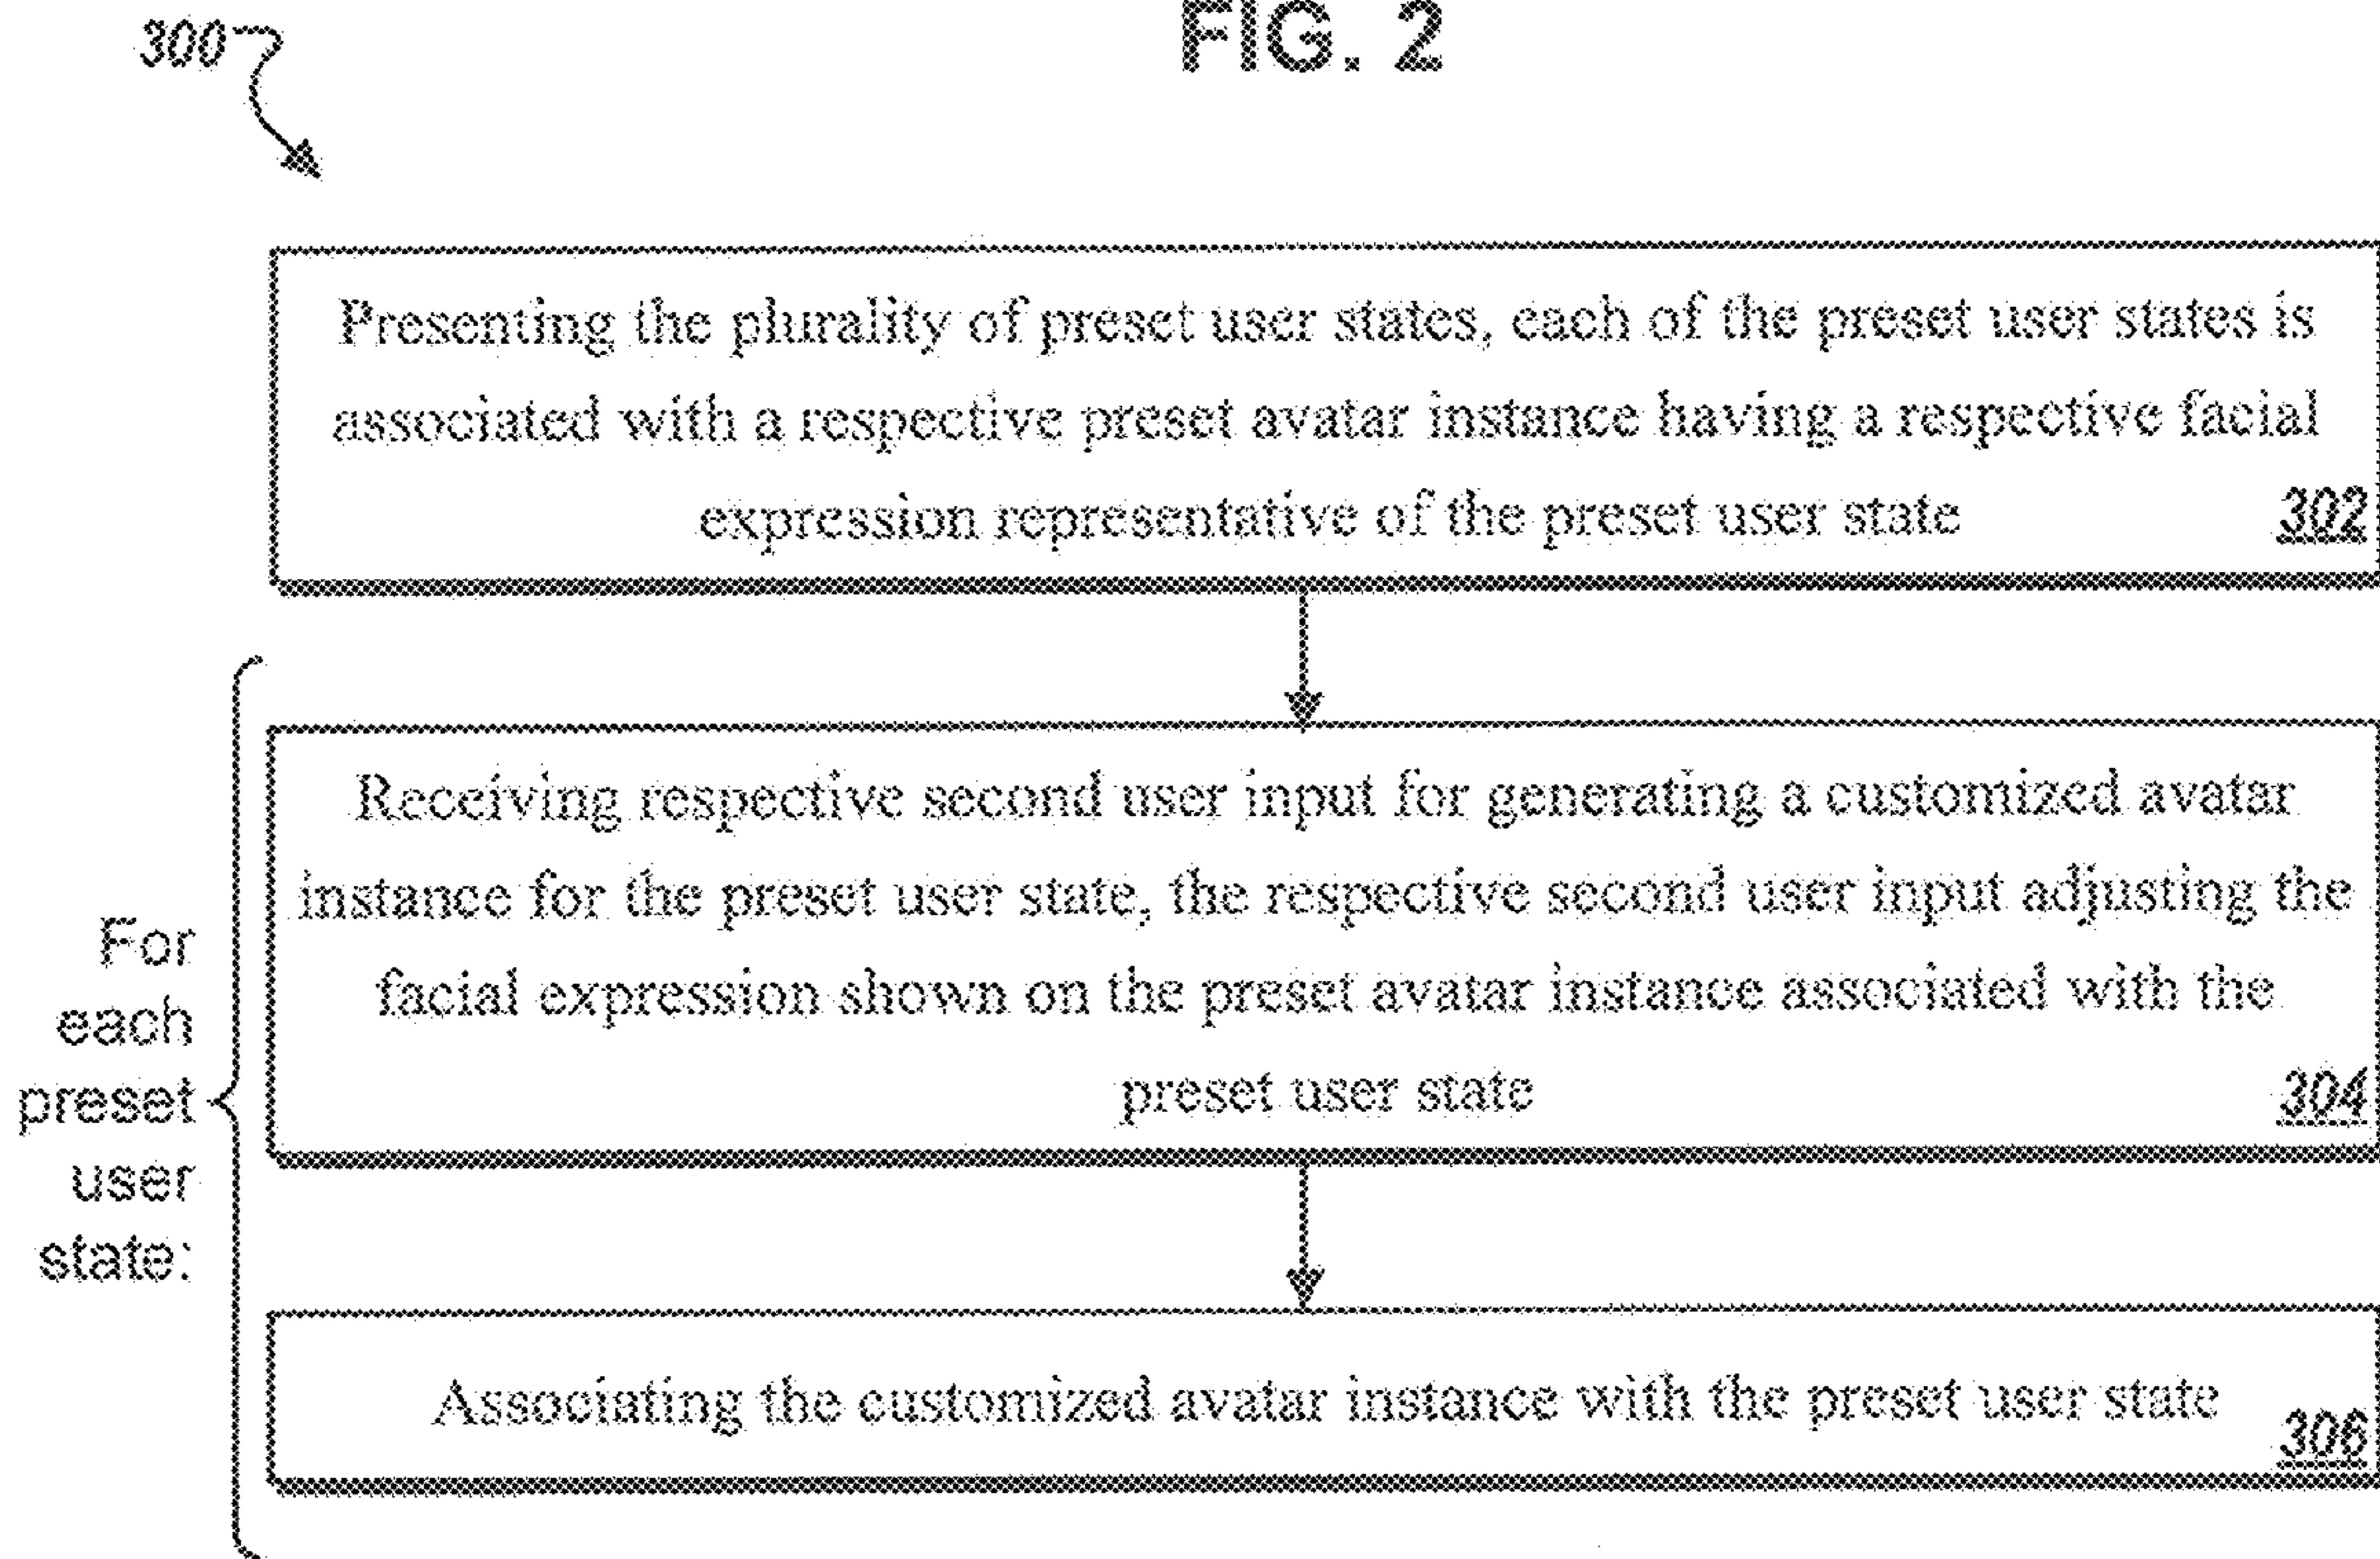 FIG. 2
300
Presenting the plurality of preset user states, each of the preset user states is
associated with a respective preset avatar instance having a respective facial
expression representative of the preset user state
302
Receiving respective second user input for generating a customized avatar
instance for the preset user state, the respective second user input adjusting the
facial expression shown on the preset avatar instance associated with the
preset user state
304
For
each
preset
user
state:
Associating the customized avatar instance with the preset user state
306